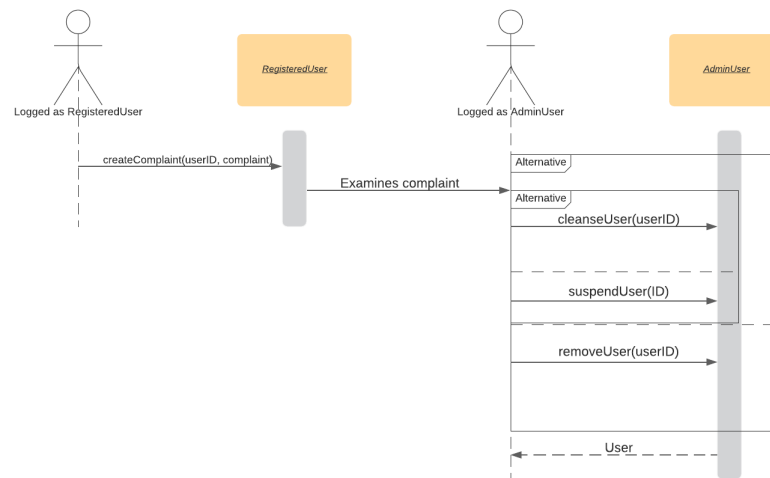 RegisteredUser
AdminUser
Logged as RegisteredUser
Logged as AdminUser
createComplaint(userID, complaint)
Alternative
Examines complaint
Alternative
cleanseUser(userID)
suspendUser(ID)
removeUser(userID)
User